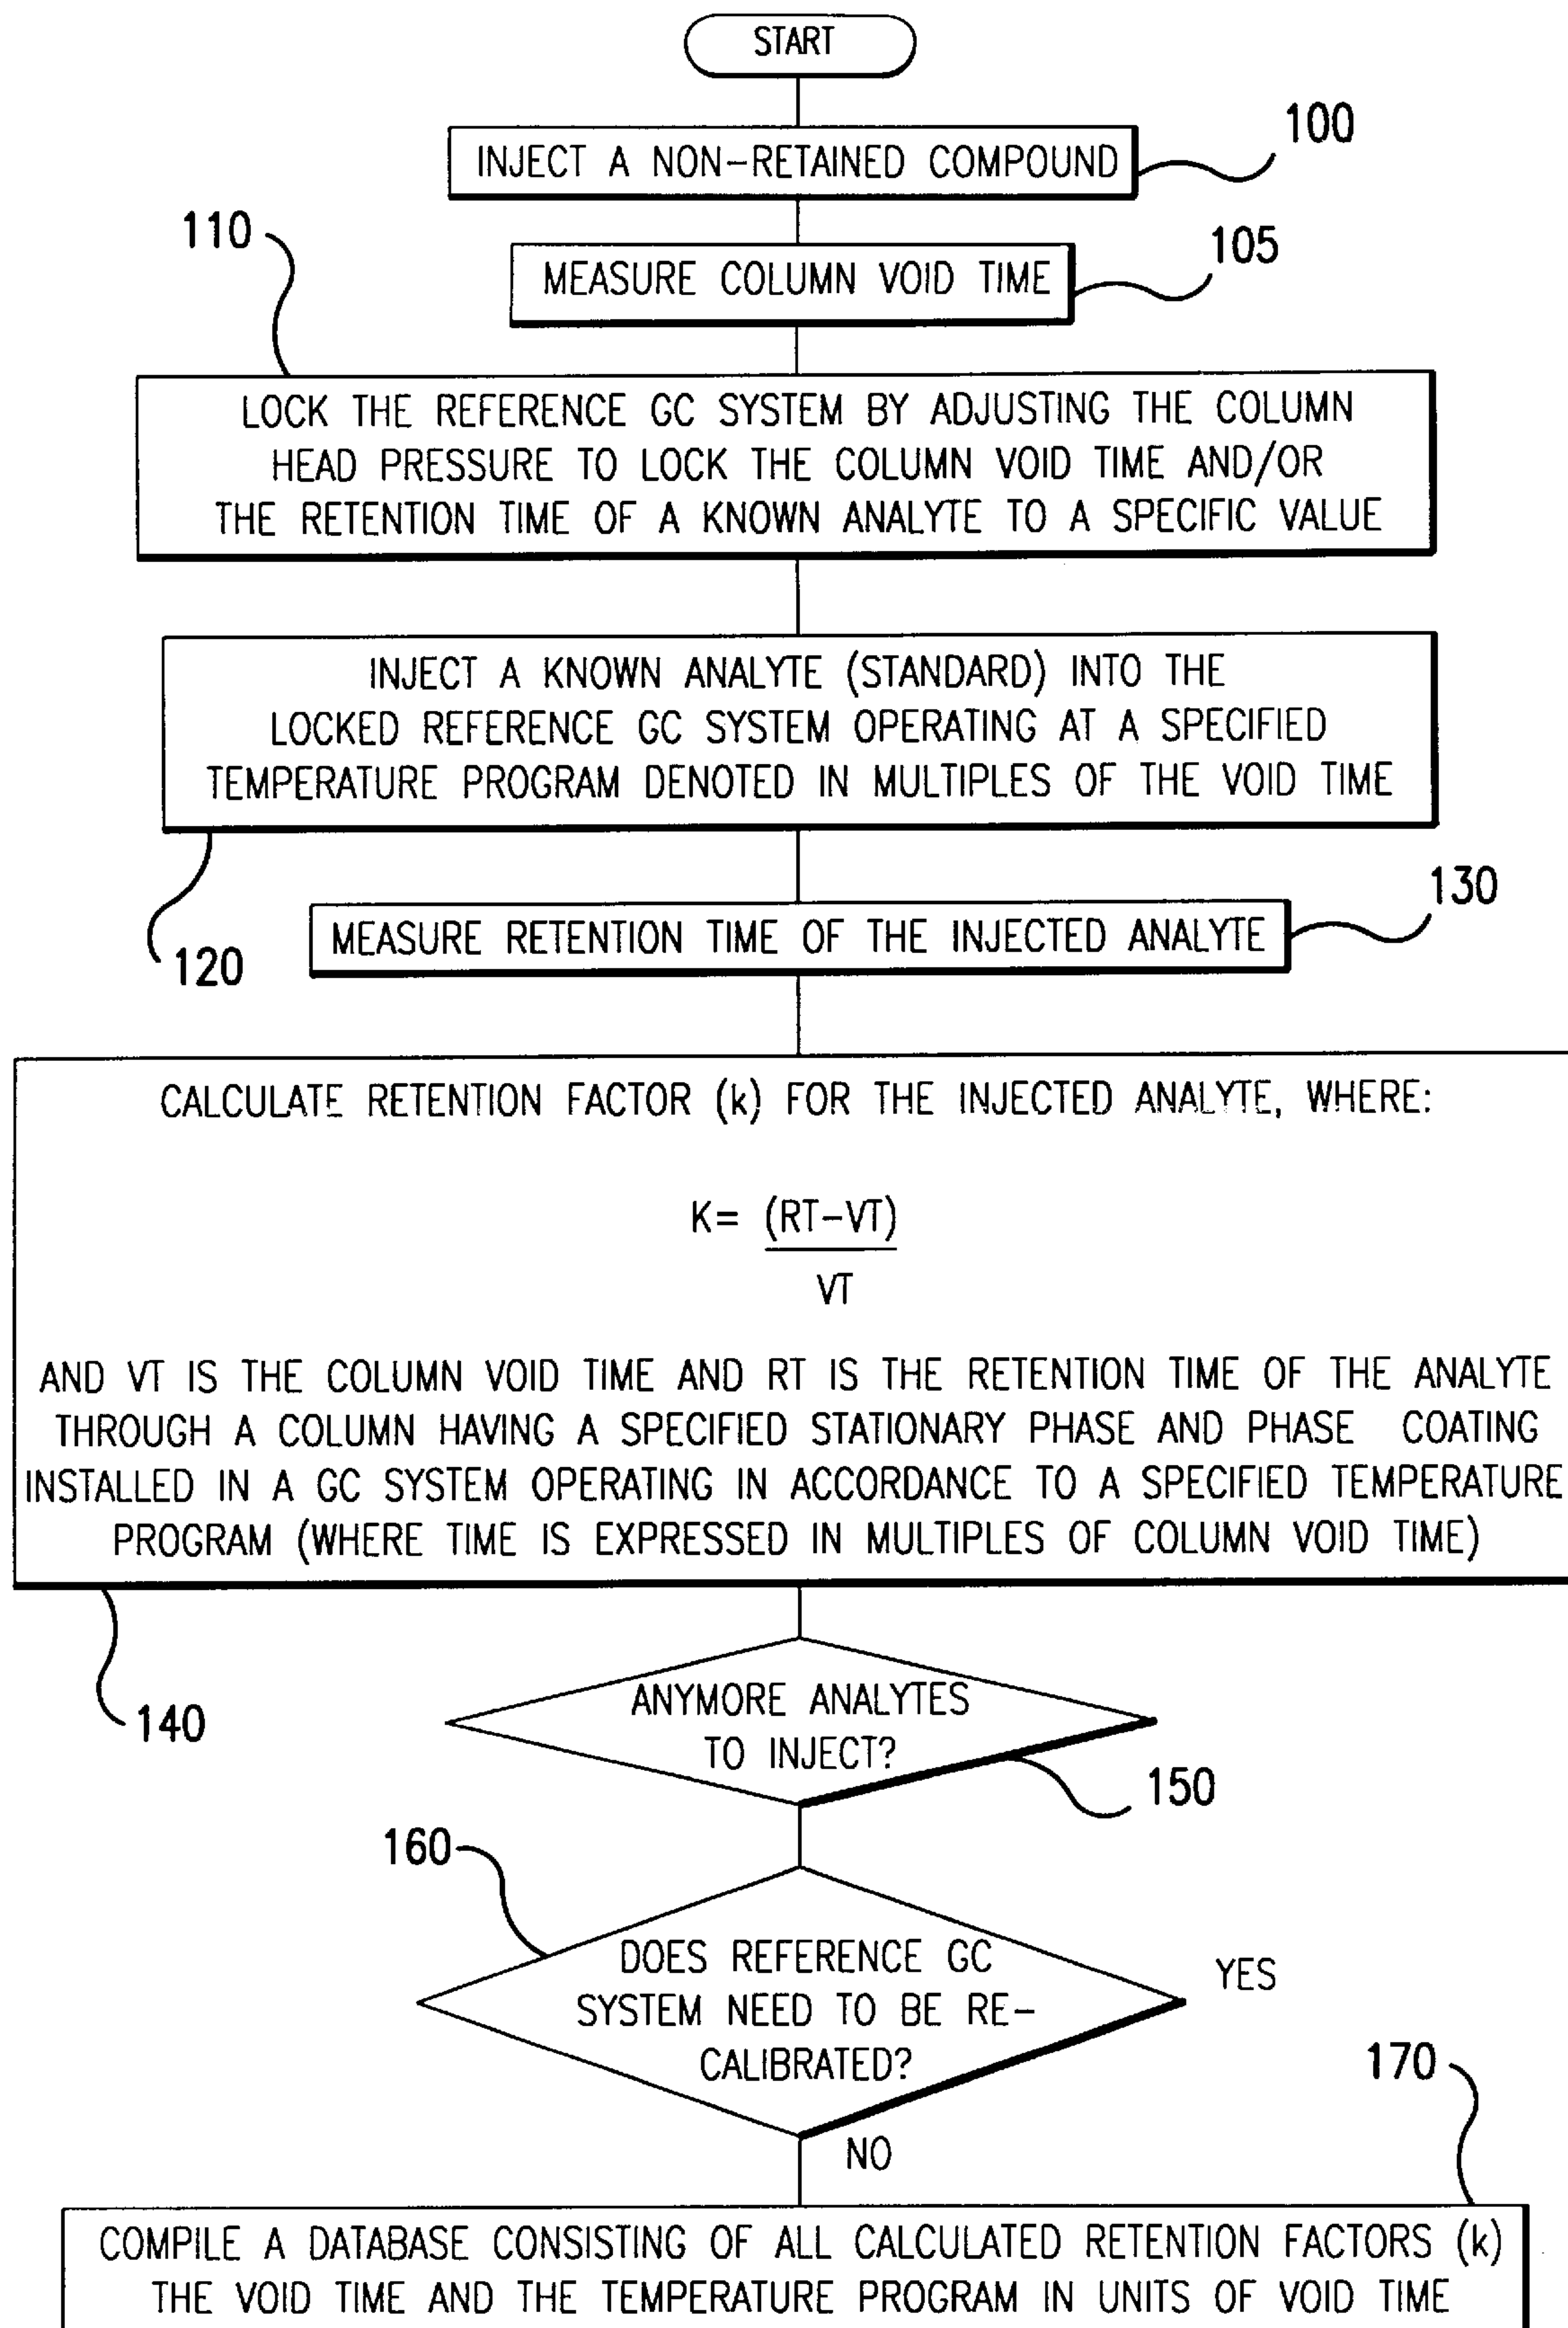 START
INJECT A NON-RETAINED COMPOUND
100
110
MEASURE COLUMN VOID TIME
105
LOCK THE REFERENCE GC SYSTEM BY ADJUSTING THE COLUMN
HEAD PRESSURE TO LOCK THE COLUMN VOID TIME AND/OR
THE RETENTION TIME OF A KNOWN ANALYTE TO A SPECIFIC VALUE
INJECT A KNOWN ANALYTE (STANDARD) INTO THE
LOCKED REFERENCE GC SYSTEM OPERATING AT A SPECIFIED
TEMPERATURE PROGRAM DENOTED IN MULTIPLES OF THE VOID TIME
120
MEASURE RETENTION TIME OF THE INJECTED ANALYTE
130
CALCULATE RETENTION FACTOR (k) FOR THE INJECTED ANALYTE, WHERE:
K= (RT-VT)
VT
AND VT IS THE COLUMN VOID TIME AND RT IS THE RETENTION TIME OF THE ANALYTE
THROUGH A COLUMN HAVING A SPECIFIED STATIONARY PHASE AND PHASE COATING
INSTALLED IN A GC SYSTEM OPERATING IN ACCORDANCE TO A SPECIFIED TEMPERATURE
PROGRAM (WHERE TIME IS EXPRESSED IN MULTIPLES OF COLUMN VOID TIME)
140
ANYMORE ANALYTES
TO INJECT?
150
160
DOES REFERENCE GC
SYSTEM NEED TO BE RE-
CALIBRATED?
YES
NO
170
COMPILE A DATABASE CONSISTING OF ALL CALCULATED RETENTION FACTORS (k)
THE VOID TIME AND THE TEMPERATURE PROGRAM IN UNITS OF VOID TIME